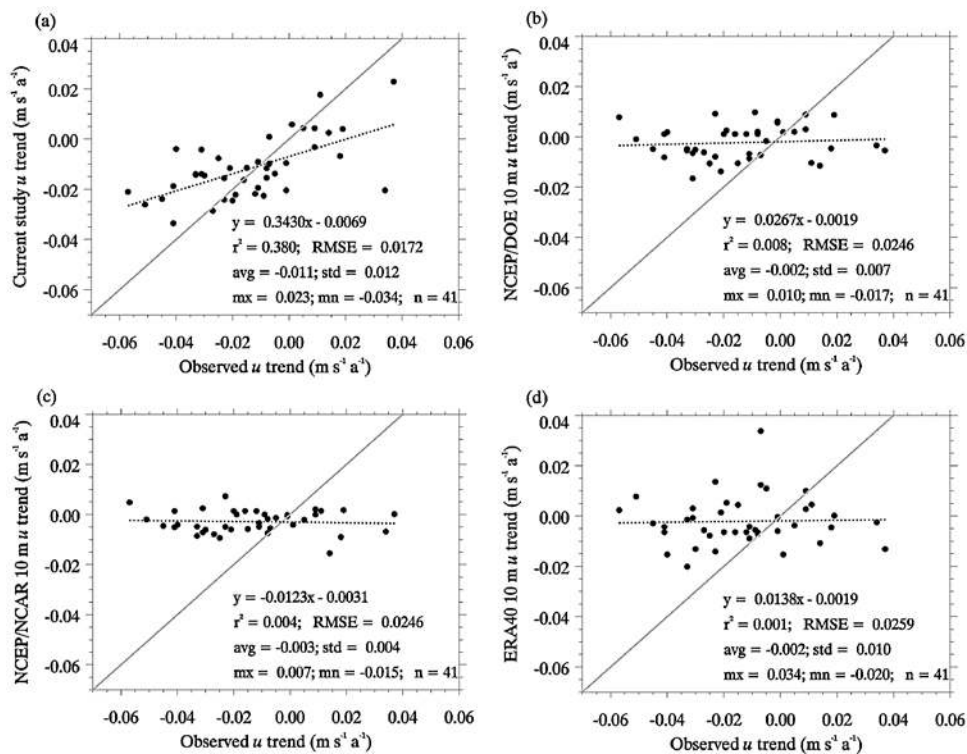 (a)
0.04
0.02
0.00
-0.02
-0.04
-0.06
Current study u trend (m s⁻¹ a⁻¹)
y = 0.3430x - 0.0069
r² = 0.380; RMSE = 0.0172
avg = -0.011; std = 0.012
mx = 0.023; mn = -0.034; n = 41
-0.06 -0.04 -0.02 0.00 0.02 0.04 0.06
Observed u trend (m s⁻¹ a⁻¹)
(b)
0.04
0.02
0.00
-0.02
-0.04
-0.06
NCEP/DOE 10 m u trend (m s⁻¹ a⁻¹)
y = 0.0267x - 0.0019
r² = 0.008; RMSE = 0.0246
avg = -0.002; std = 0.007
mx = 0.010; mn = -0.017; n = 41
-0.06 -0.04 -0.02 0.00 0.02 0.04 0.06
Observed u trend (m s⁻¹ a⁻¹)
(c)
0.04
0.02
0.00
-0.02
-0.04
-0.06
NCEP/NCAR 10 m u trend (m s⁻¹ a⁻¹)
y = -0.0123x - 0.0031
r² = 0.004; RMSE = 0.0246
avg = -0.003; std = 0.004
mx = 0.007; mn = -0.015; n = 41
-0.06 -0.04 -0.02 0.00 0.02 0.04 0.06
Observed u trend (m s⁻¹ a⁻¹)
(d)
0.04
0.02
0.00
-0.02
-0.04
-0.06
ERA40 10 m u trend (m s⁻¹ a⁻¹)
y = 0.0138x - 0.0019
r² = 0.001; RMSE = 0.0259
avg = -0.002; std = 0.010
mx = 0.034; mn = -0.020; n = 41
-0.06 -0.04 -0.02 0.00 0.02 0.04 0.06
Observed u trend (m s⁻¹ a⁻¹)